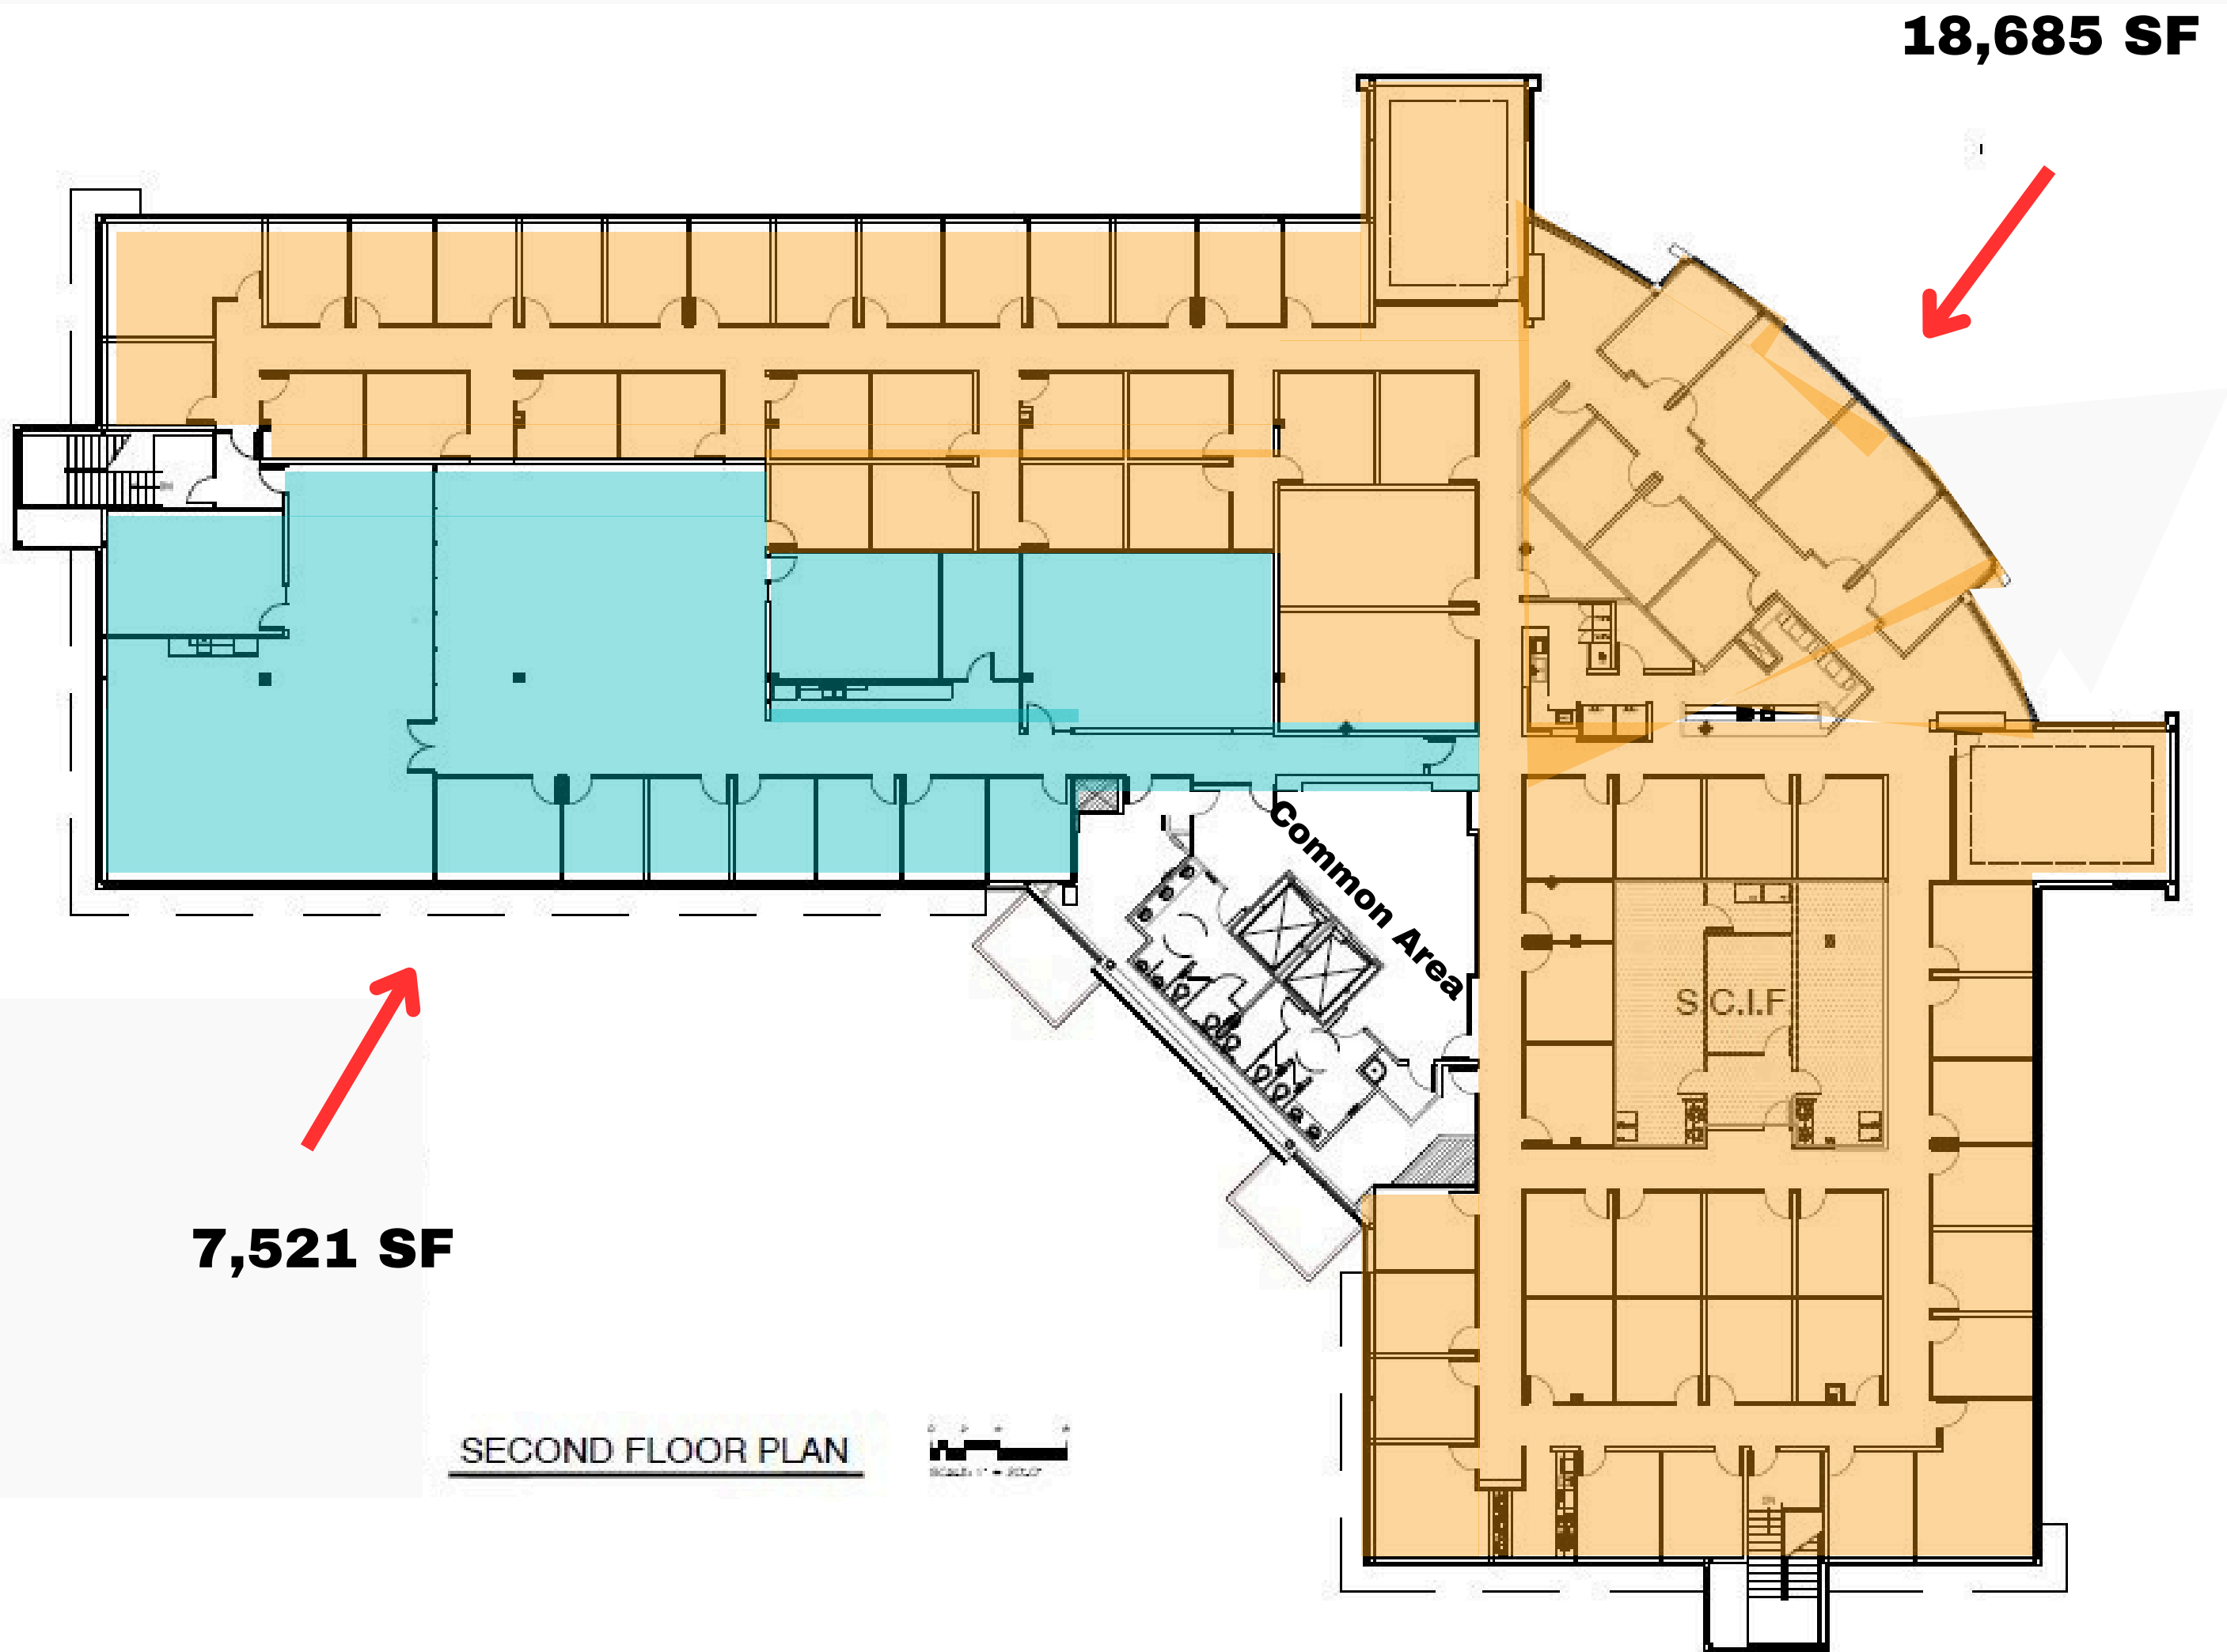 18,685 SF
Common Area
S.C.I.F.
7,521 SF
SECOND FLOOR PLAN